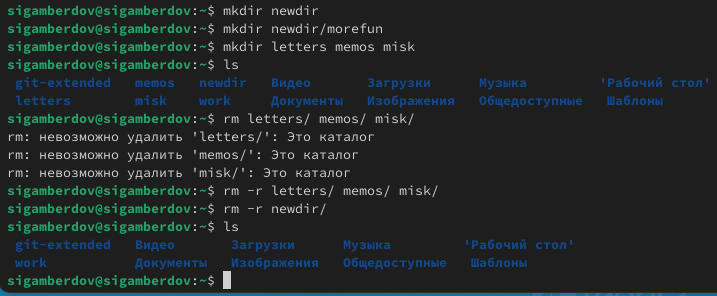 sigamberdov@sigamberdov:~$ mkdir newdir
sigamberdov@sigamberdov:~$ mkdir newdir/morefun
sigamberdov@sigamberdov:~$ mkdir letters memos misk
sigamberdov@sigamberdov:~$ ls
git-extended memos newdir Видео Загрузки Музыка 'Рабочий стол'
letters misk work Документы Изображения Общедоступные Шаблоны
sigamberdov@sigamberdov:~$ rm letters/ memos/ misk/
rm: невозможно удалить 'letters/': Это каталог
rm: невозможно удалить 'memos/': Это каталог
rm: невозможно удалить 'misk/': Это каталог
sigamberdov@sigamberdov:~$ rm -r letters/ memos/ misk/
sigamberdov@sigamberdov:~$ rm -r newdir/
sigamberdov@sigamberdov:~$ ls
git-extended Видео Загрузки Музыка 'Рабочий стол'
work Документы Изображения Общедоступные Шаблоны
sigamberdov@sigamberdov:~$